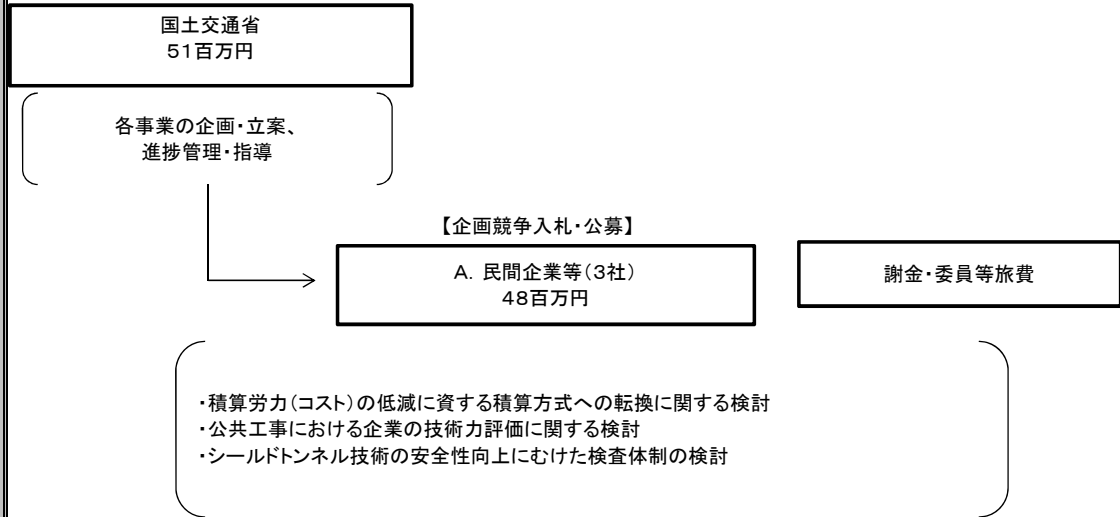 国土交通省
51百万円
各事業の企画・立案、
進捗管理・指導
【企画競争入札・公募】
A．民間企業等（3社）
48百万円
謝金・委員等旅費
・積算労力（コスト）の低減に資する積算方式への転換に関する検討
・公共工事における企業の技術力評価に関する検討
・シールドトンネル技術の安全性向上にむけた検査体制の検討